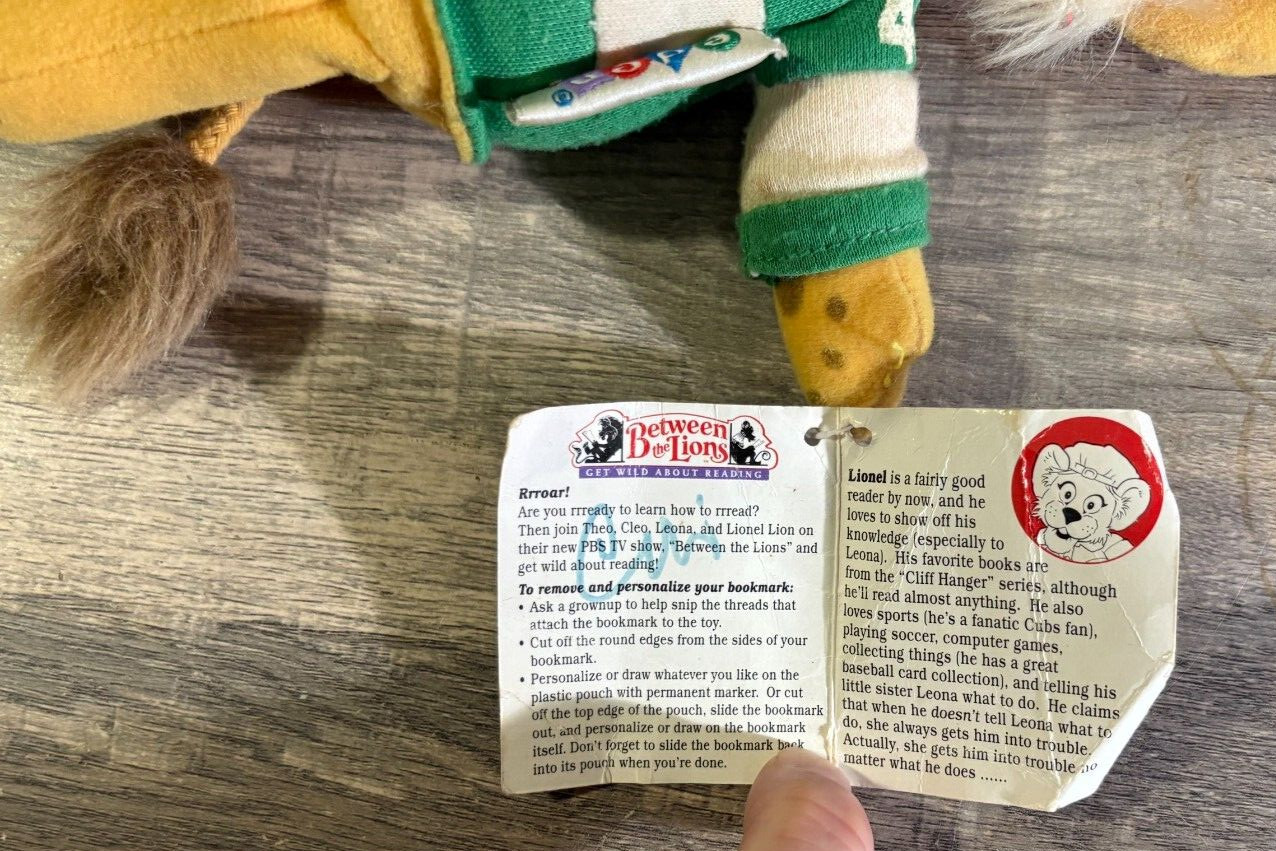 Between
the Lions
GET WILD ABOUT READING
Rrroar!
Are you rrready to learn how to rrread?
Then join Theo, Cleo, Leona, and Lionel Lion on
their new PBS TV show, "Between the Lions" and
get wild about reading!
To remove and personalize your bookmark:
• Ask a grownup to help snip the threads that
attach the bookmark to the toy.
• Cut off the round edges from the sides of your
bookmark.
• Personalize or draw whatever you like on the
plastic pouch with permanent marker. Or cut
off the top edge of the pouch, slide the bookmark
out, and personalize or draw on the bookmark
itself. Don't forget to slide the bookmark back
into its pouch when you're done.
Lionel is a fairly good
reader by now, and he
loves to show off his
knowledge (especially to
Leona). His favorite books are
from the "Cliff Hanger" series, although
he'll read almost anything. He also
loves sports (he's a fanatic Cubs fan),
playing soccer, computer games,
collecting things (he has a great
baseball card collection), and telling his
little sister Leona what to do. He claims
that when he doesn't tell Leona what to
do, she always gets him into trouble.
Actually, she gets him into trouble no
matter what he does ......